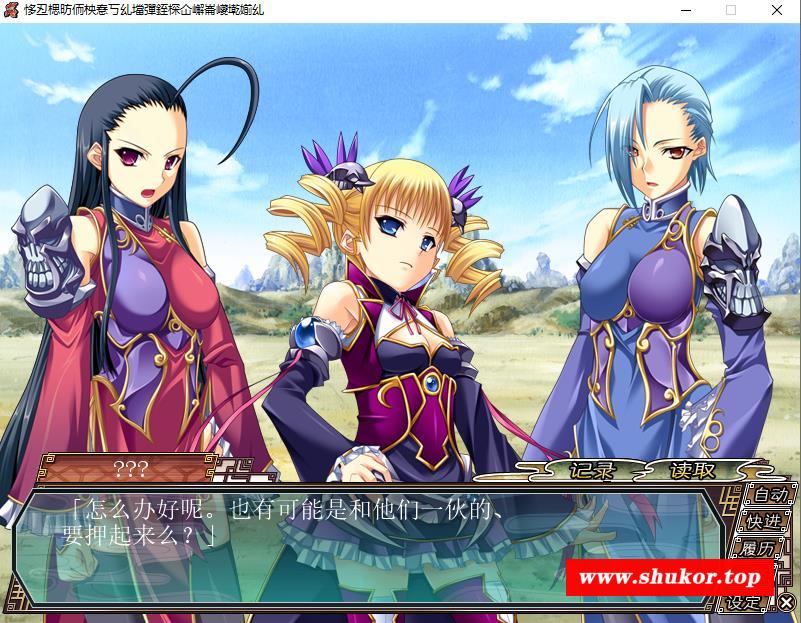 ???
记录
读取
「怎么办好呢。也有可能是和他们一伙的、
要押起来么？」
自动
快进
履历
www.shukor.top
设定